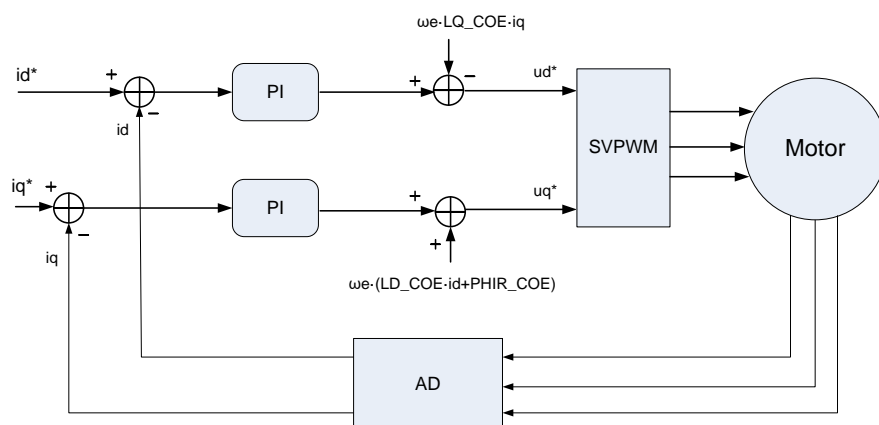 ωe·LQ_COE·iq
id*
+
−
id
PI
+
−
ud*
SVPWM
Motor
iq*
+
−
iq
PI
+
+
uq*
ωe·(LD_COE·id+PHIR_COE)
AD